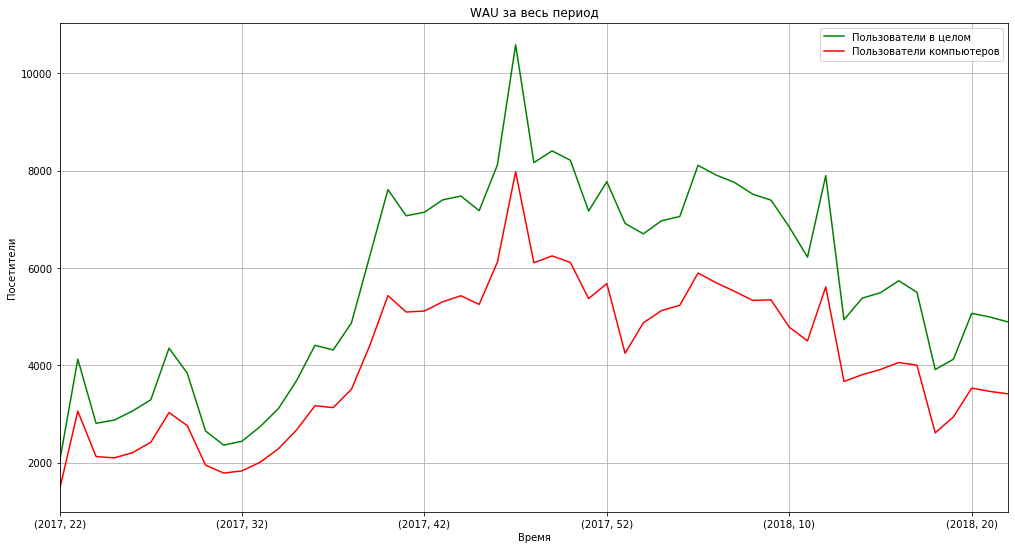 WAU за весь период
Пользователи в целом
Пользователи компьютеров
Посетители
10000
8000
6000
4000
2000
(2017, 22)
(2017, 32)
(2017, 42)
(2017, 52)
(2018, 10)
(2018, 20)
Время